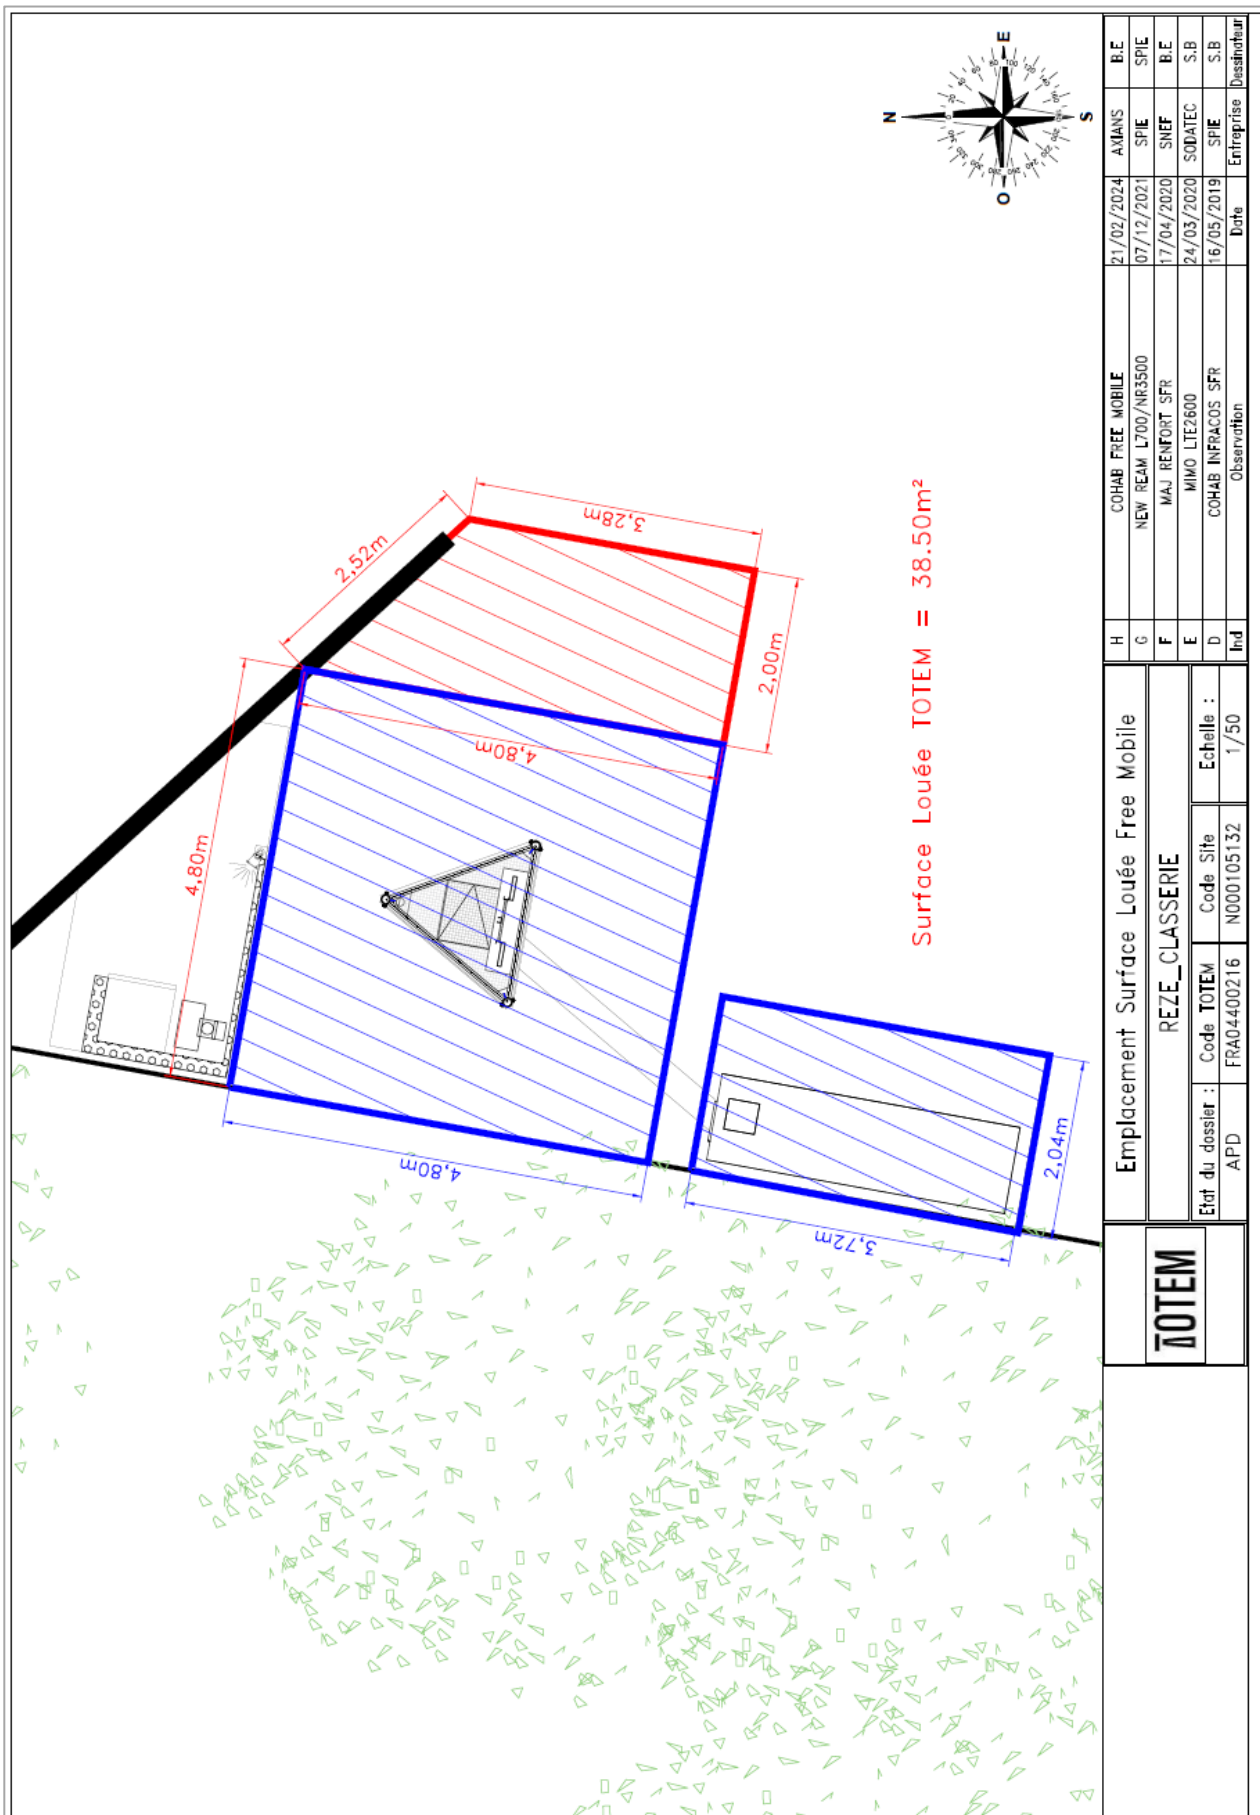 N
E
S
O
2,52m
3,28m
2,00m
4,80m
4,80m
4,80m
3,72m
2,04m
Surface Louée TOTEM = 38.50m²
TOTEM
Emplacement Surface Louée Free Mobile
REZE_CLASSERIE
Etat du dossier : Code TOTEM Code Site Echelle :
APD FRA04400216 N000105132 1/50
H COHAB FREE MOBILE 21/02/2024 AXIANS B.E
G NEW REAM L700/NR3500 07/12/2021 SPIE SPIE
F MAJ RENFORT SFR 17/04/2020 SNEF B.E
E MIMO LTE2600 24/03/2020 SODATEC S.B
D COHAB INFRACOS SFR 16/05/2019 SPIE S.B
Ind Observation Date Entreprise Dessinateur